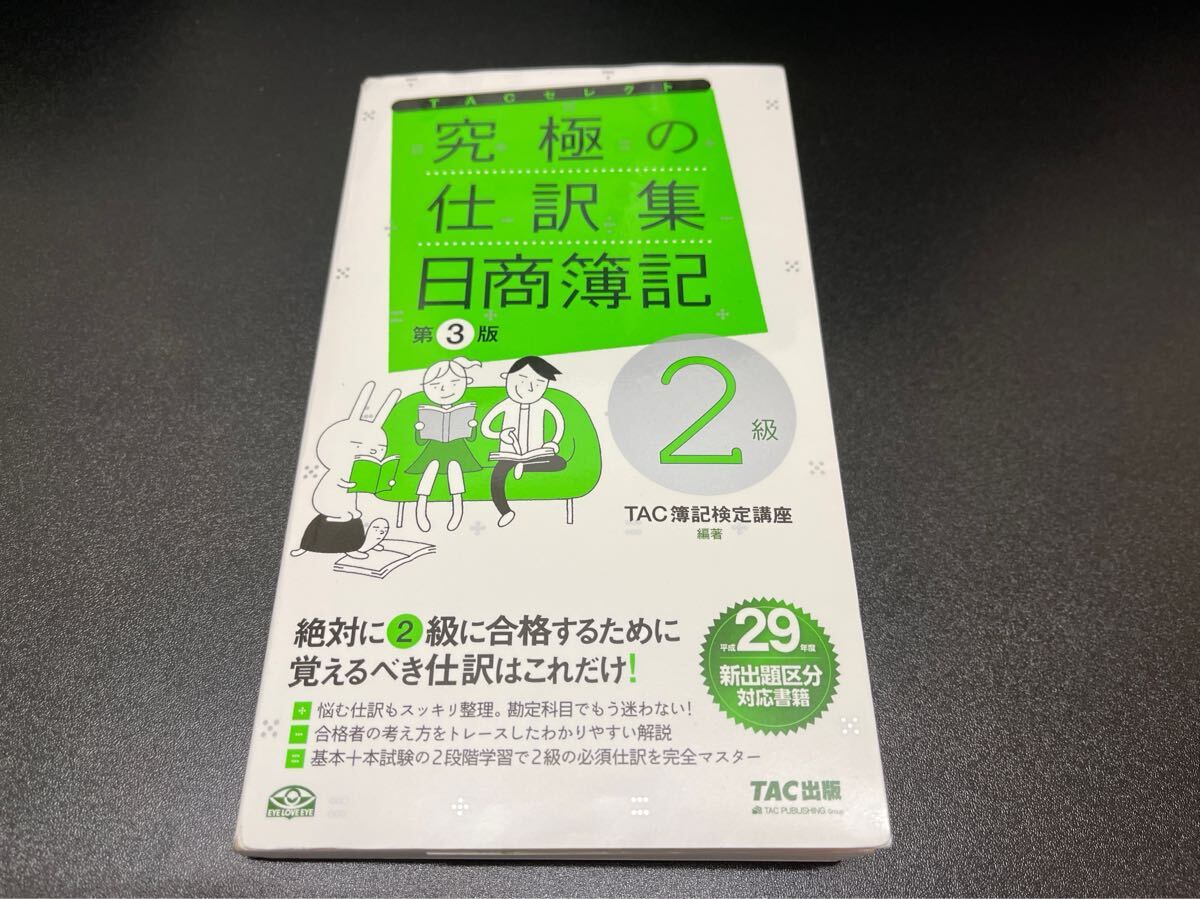 TACセレクト
究極の
仕訳集
日商簿記
第3版
2級
TAC簿記検定講座
編著
絶対に2級に合格するために
覚えるべき仕訳はこれだけ!
悩む仕訳もスッキリ整理。勘定科目でもう迷わない!
合格者の考え方をトレースしたわかりやすい解説
基本+本試験の2段階学習で2級の必須仕訳を完全マスター
平成29年度
新出題区分
対応書籍
EYE LOVE EYE
TAC出版
TAC PUBLISHING Group